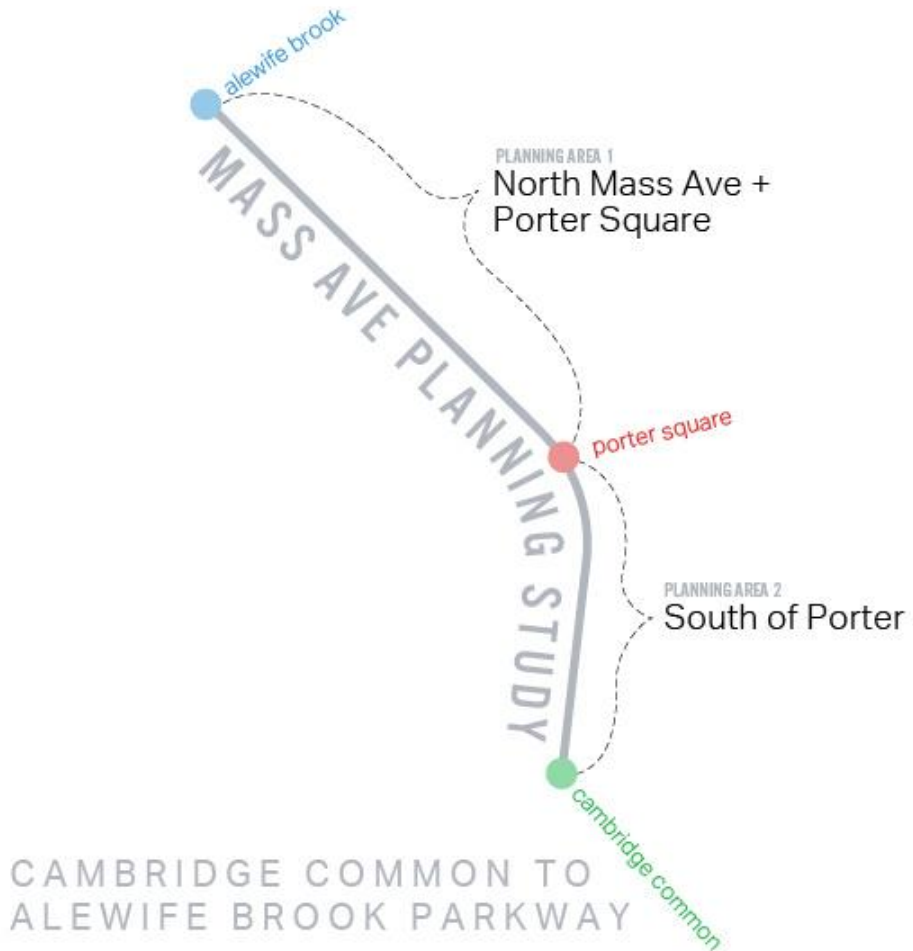 alewife brook
PLANNING AREA 1
North Mass Ave +
Porter Square
MASS AVE PLANNING STUDY
porter square
PLANNING AREA 2
South of Porter
cambridge common
CAMBRIDGE COMMON TO
ALEWIFE BROOK PARKWAY